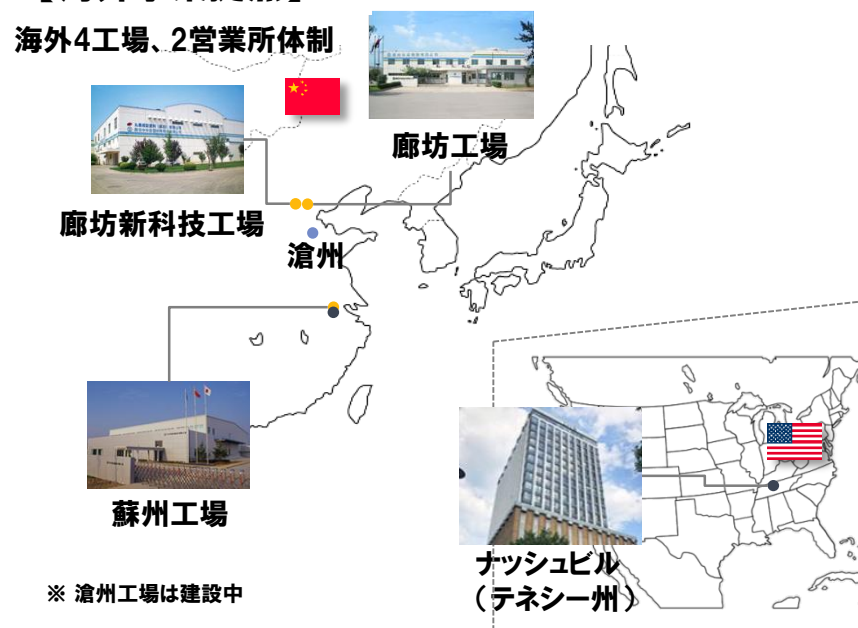 海外4工場、2営業所体制
廊坊工場
廊坊新科技工場
滄州
蘇州工場
ナッシュビル
（テネシー州）
※ 滄州工場は建設中